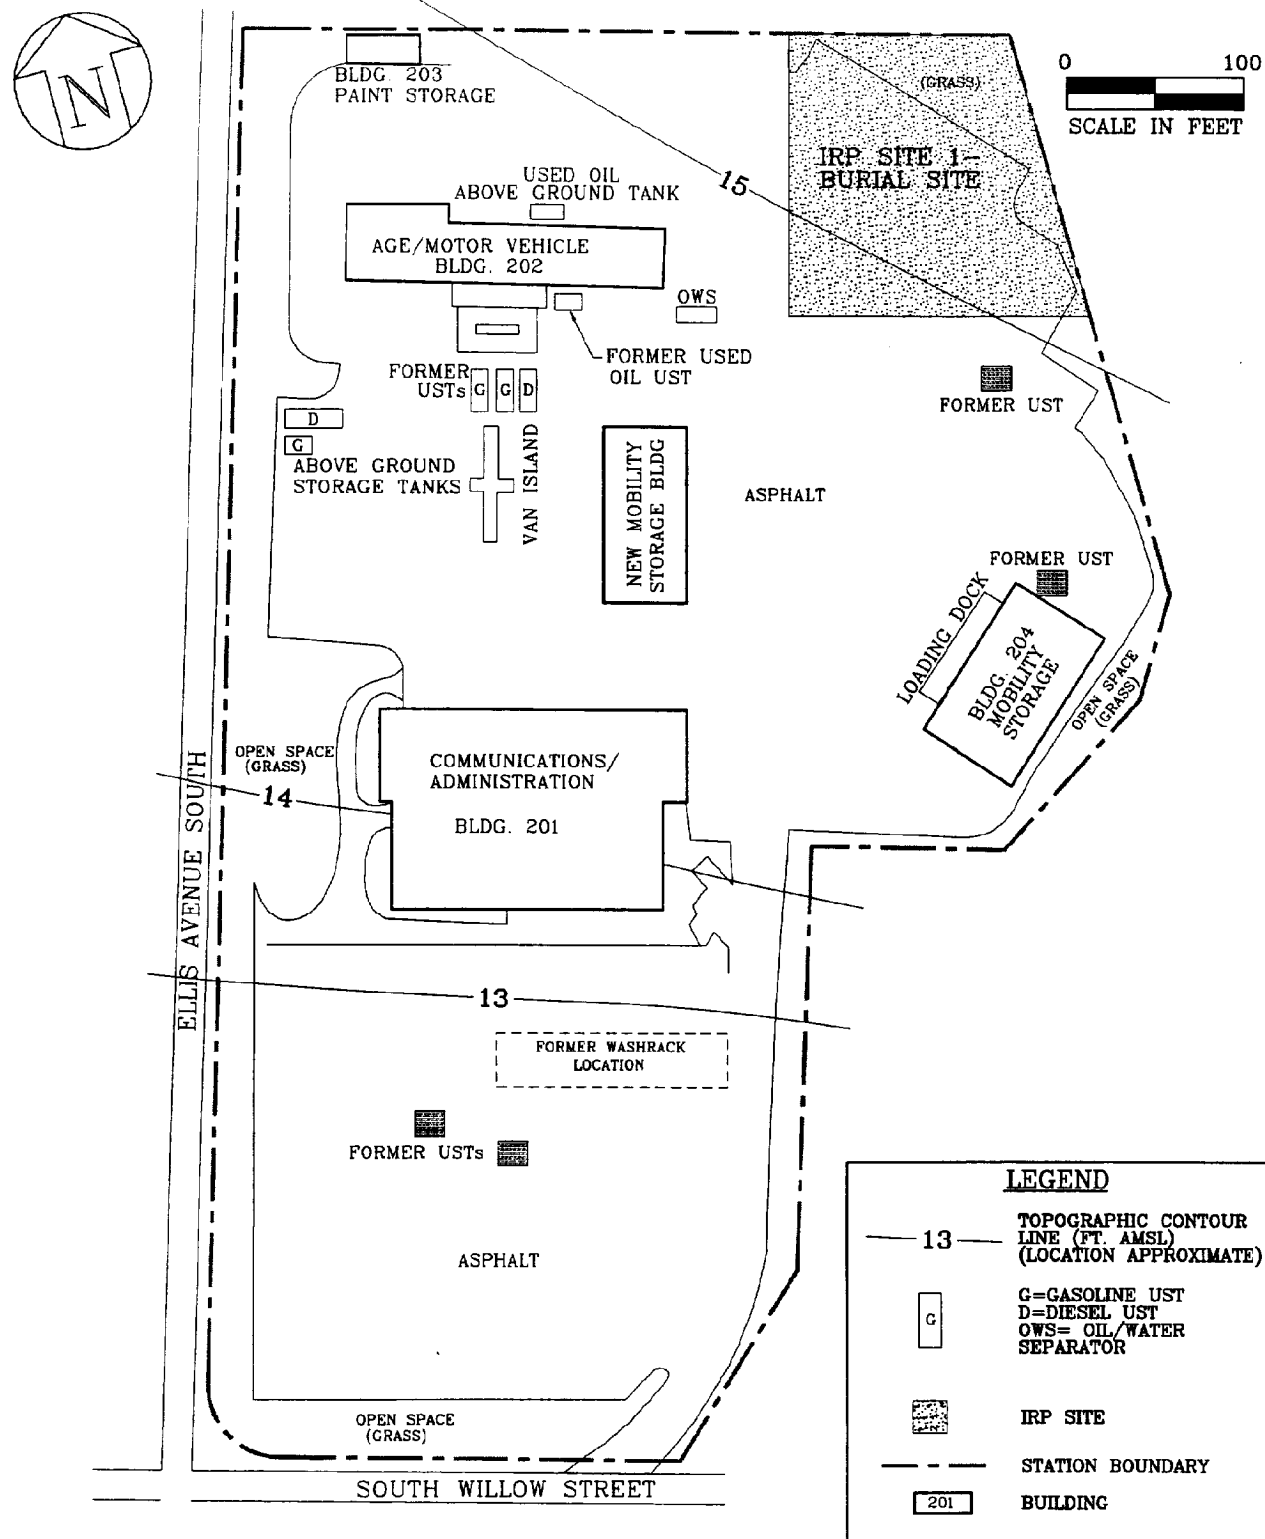 N
BLDG. 203
PAINT STORAGE
(GRASS)
0 100
SCALE IN FEET
IRP SITE 1-
BURIAL SITE
15
USED OIL
ABOVE GROUND TANK
AGE/MOTOR VEHICLE
BLDG. 202
OWS
FORMER USED
OIL UST
FORMER
USTs
G
G
D
FORMER UST
D
G
ABOVE GROUND
STORAGE TANKS
VAN ISLAND
NEW MOBILITY
STORAGE BLDG
ASPHALT
FORMER UST
LOADING DOCK
BLDG. 204
MOBILITY
STORAGE
OPEN SPACE
(GRASS)
OPEN SPACE
(GRASS)
14
COMMUNICATIONS/
ADMINISTRATION
BLDG. 201
ELLIS AVENUE SOUTH
13
FORMER WASHRACK
LOCATION
FORMER USTs
ASPHALT
OPEN SPACE
(GRASS)
SOUTH WILLOW STREET
LEGEND
13
TOPOGRAPHIC CONTOUR
LINE (FT. AMSL)
(LOCATION APPROXIMATE)
G
G=GASOLINE UST
D=DIESEL UST
OWS= OIL/WATER
SEPARATOR
IRP SITE
STATION BOUNDARY
201
BUILDING